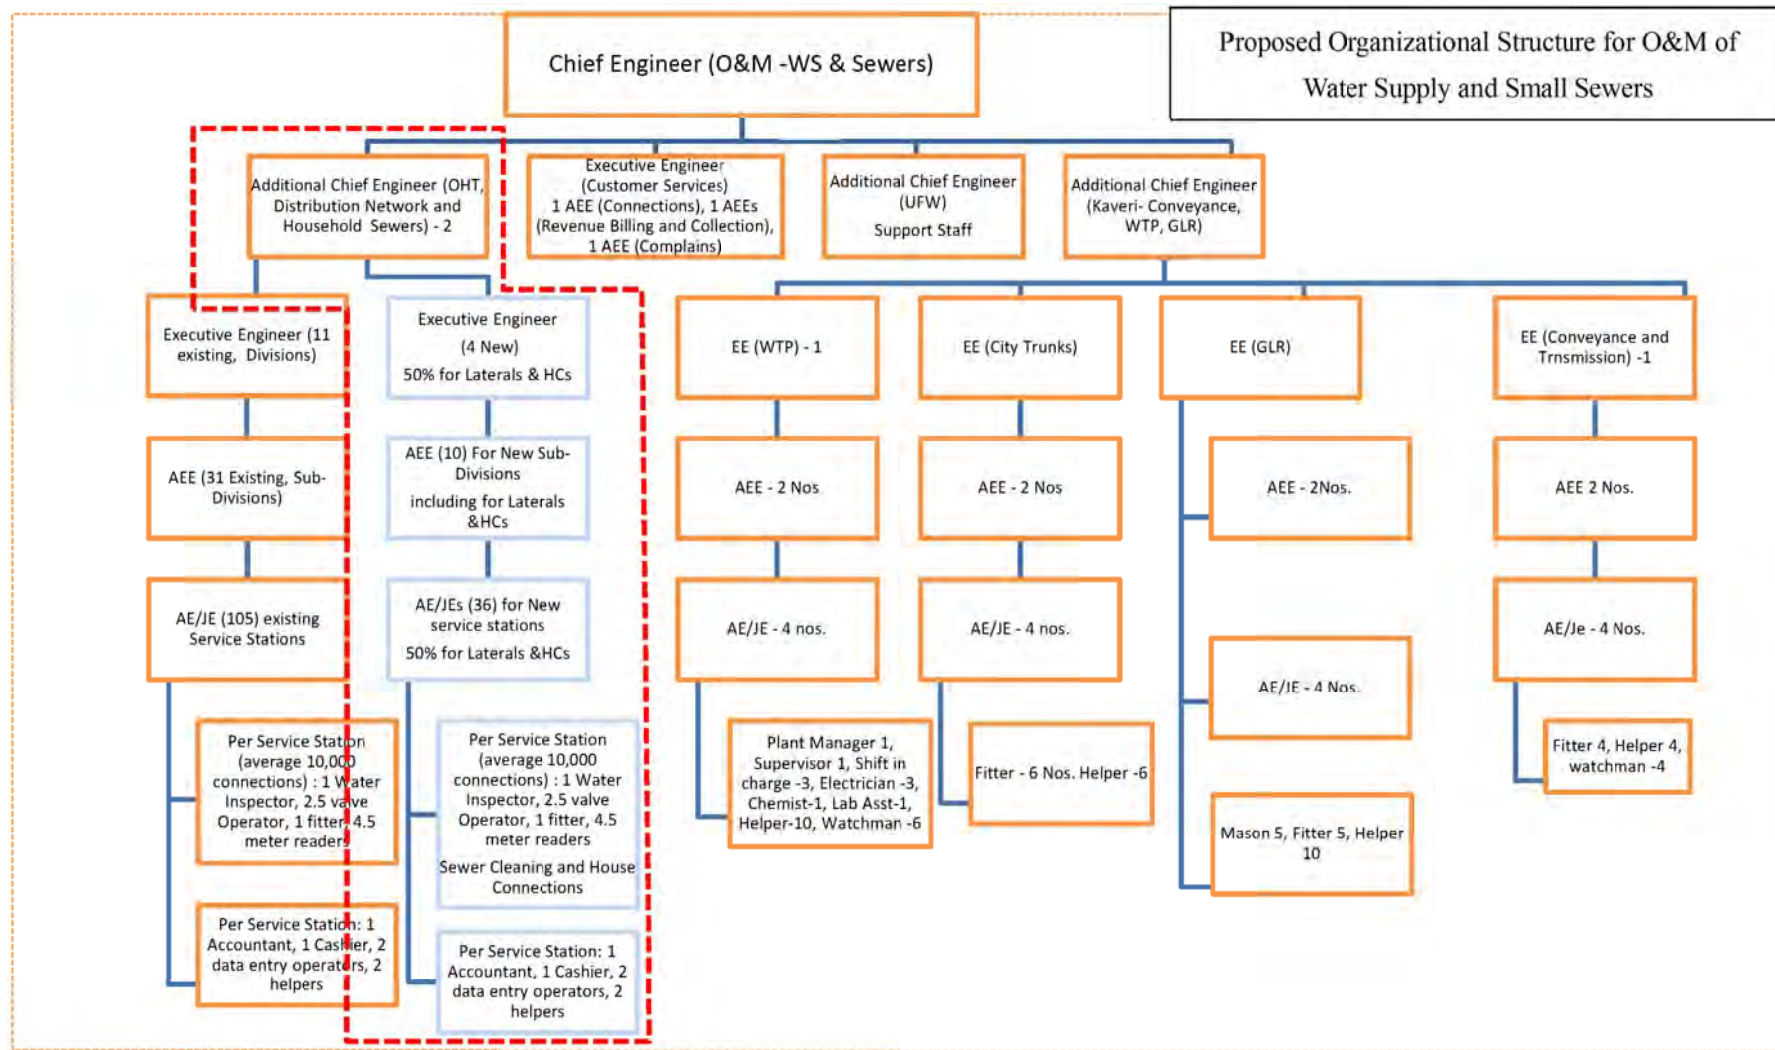 Proposed Organizational Structure for O&M of
Water Supply and Small Sewers
Chief Engineer (O&M -WS & Sewers)
Additional Chief Engineer (OHT,
Distribution Network and
Household Sewers) - 2
Executive Engineer
(Customer Services)
1 AEE (Connections), 1 AEEs
(Revenue Billing and Collection),
1 AEE (Complains)
Additional Chief Engineer
(UFW)
Support Staff
Additional Chief Engineer
(Kaveri- Conveyance,
WTP, GLR)
Executive Engineer (11
existing, Divisions)
Executive Engineer
(4 New)
50% for Laterals & HCs
EE (WTP) - 1
EE (City Trunks)
EE (GLR)
EE (Conveyance and
Trnsmission) -1
AEE (31 Existing, Sub-
Divisions)
AEE (10) For New Sub-
Divisions
including for Laterals
&HCs
AEE - 2 Nos
AEE - 2 Nos.
AEE - 2Nos.
AEE 2 Nos.
AE/JE (105) existing
Service Stations
AE/JEs (36) for New
service stations
50% for Laterals &HCs
AE/JE - 4 nos.
AE/JE - 4 nos.
AE/JE - 4 Nos.
AE/Je - 4 Nos.
Per Service Station
(average 10,000
connections) : 1 Water
Inspector, 2.5 valve
Operator, 1 fitter, 4.5
meter readers
Per Service Station
(average 10,000
connections) : 1 Water
Inspector, 2.5 valve
Operator, 1 fitter, 4.5
meter readers
Sewer Cleaning and House
Connections
Plant Manager 1,
Supervisor 1, Shift in
charge -3, Electrician -3,
Chemist-1, Lab Asst-1,
Helper-10, Watchman -6
Fitter - 6 Nos. Helper -6
Mason 5, Fitter 5, Helper
10
Fitter 4, Helper 4,
watchman -4
Per Service Station: 1
Accountant, 1 Cashier, 2
data entry operators, 2
helpers
Per Service Station: 1
Accountant, 1 Cashier, 2
data entry operators, 2
helpers